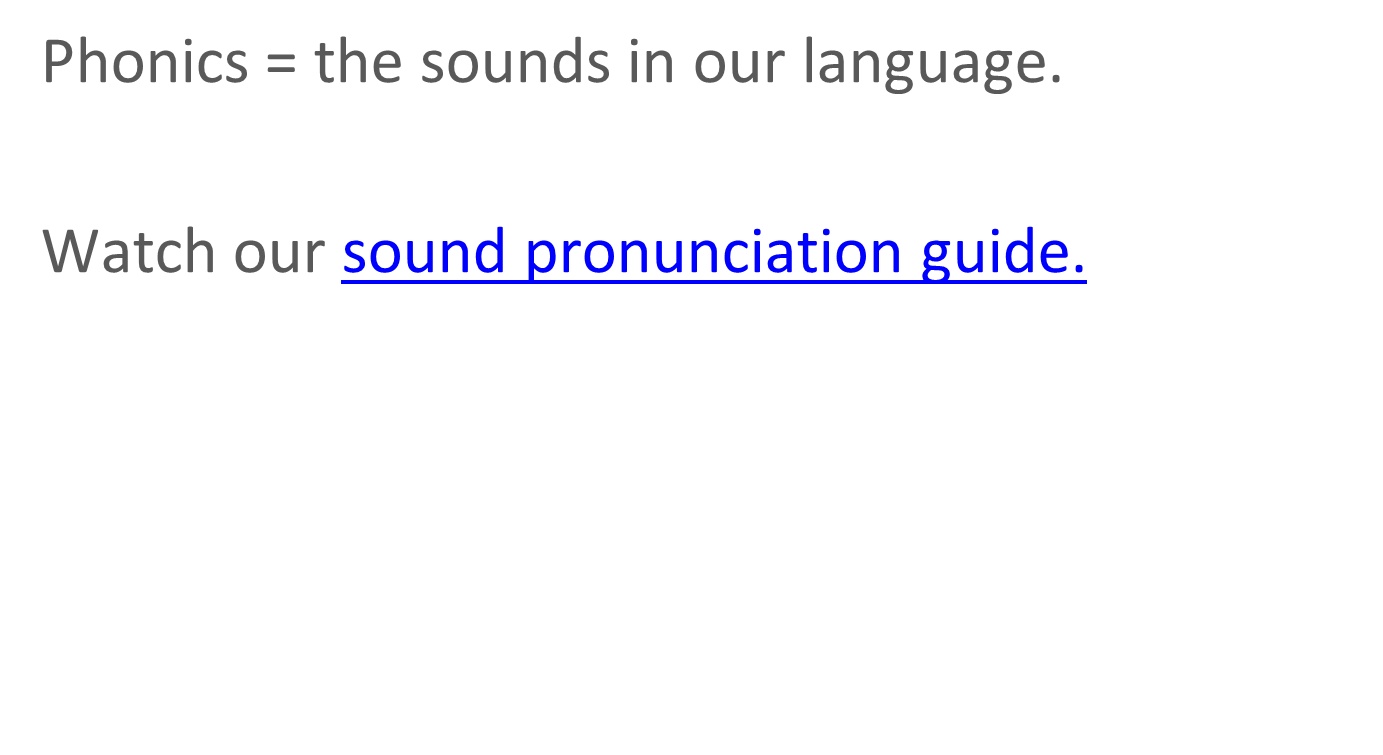 Phonics = the sounds in our language.
Watch our sound pronunciation guide.